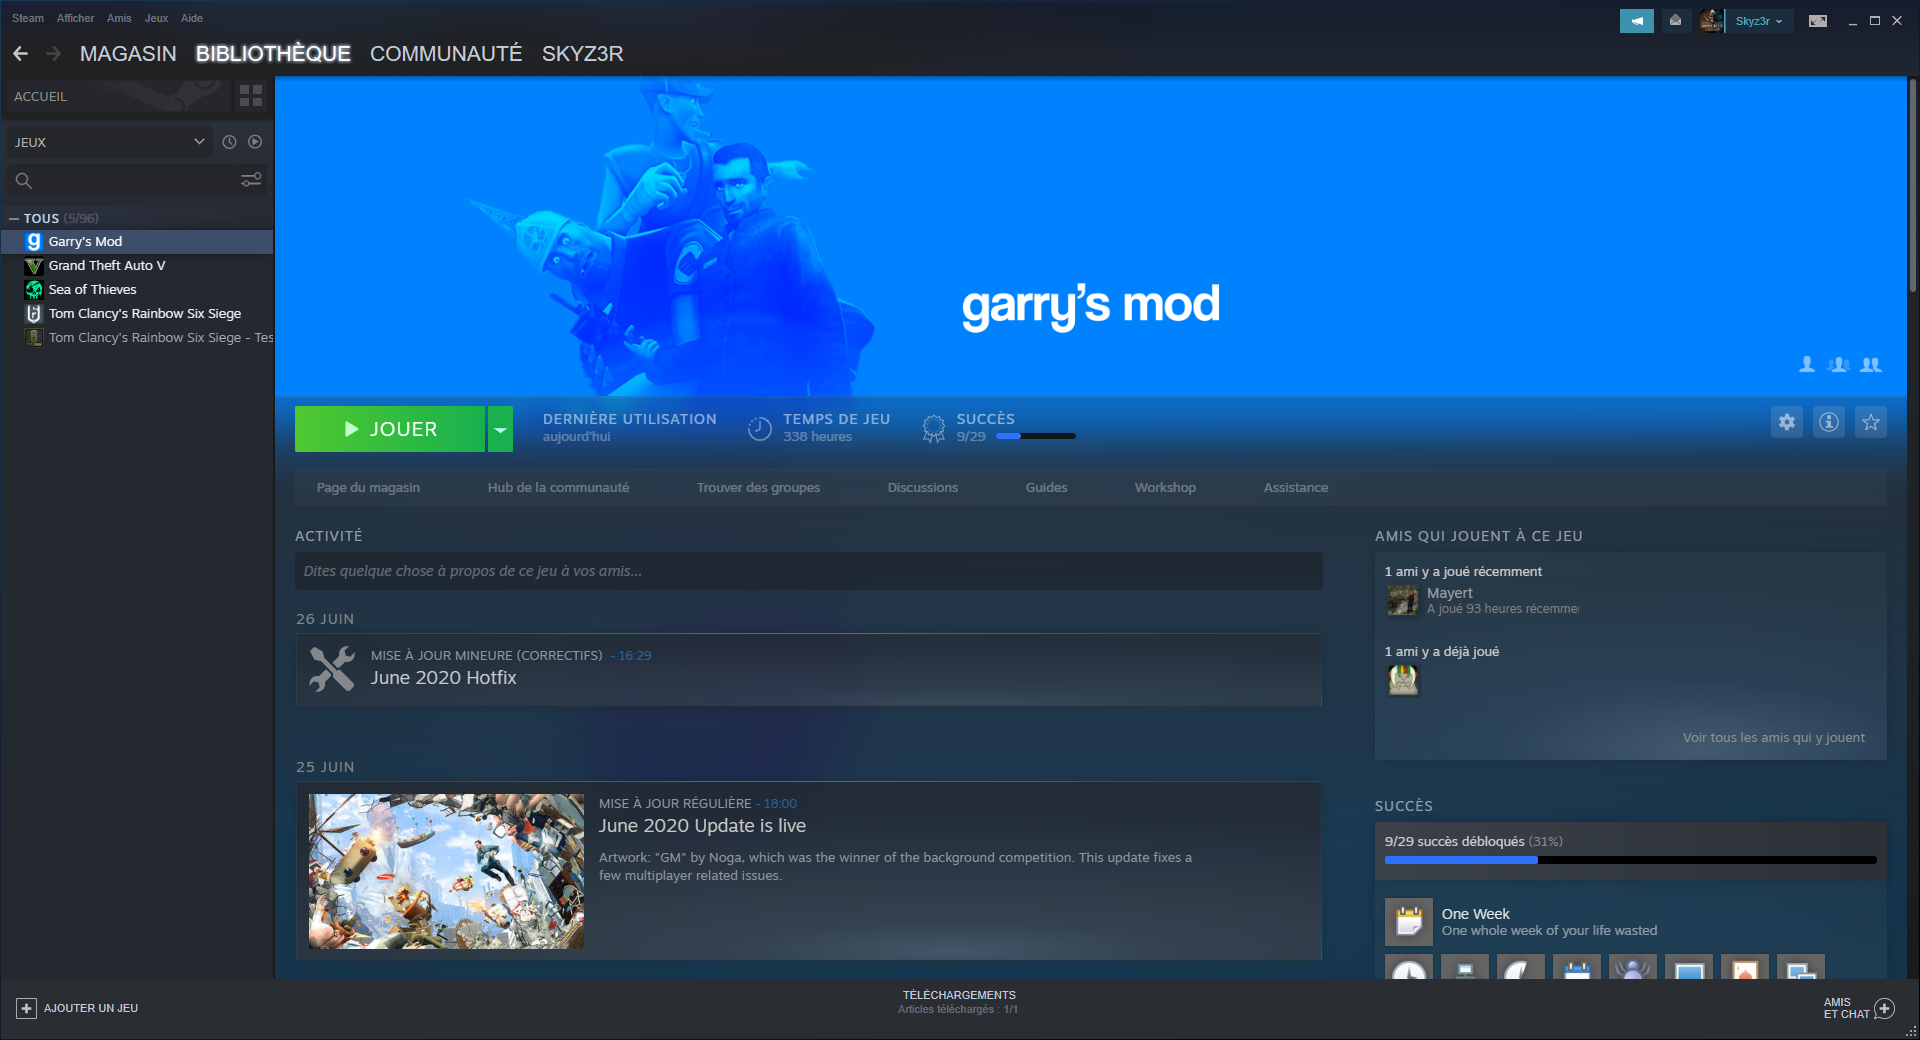 Steam Afficher Amis Jeux Aide
Skyz3r
MAGASIN BIBLIOTHÈQUE COMMUNAUTÉ SKYZ3R
ACCUEIL
JEUX
TOUS (5/96)
Garry's Mod
Grand Theft Auto V
Sea of Thieves
Tom Clancy's Rainbow Six Siege
Tom Clancy's Rainbow Six Siege - Tes
garry's mod
JOUER
DERNIÈRE UTILISATION
aujourd'hui
TEMPS DE JEU
338 heures
SUCCÈS
9/29
Page du magasin Hub de la communauté Trouver des groupes Discussions Guides Workshop Assistance
ACTIVITÉ
Dites quelque chose à propos de ce jeu à vos amis...
26 JUIN
MISE À JOUR MINEURE (CORRECTIFS) - 16:29
June 2020 Hotfix
25 JUIN
MISE À JOUR RÉGULIÈRE - 18:00
June 2020 Update is live
Artwork: "GM" by Noga, which was the winner of the background competition. This update fixes a
few multiplayer related issues.
AMIS QUI JOUENT À CE JEU
1 ami y a joué récemment
Mayert
A joué 93 heures récemme
1 ami y a déjà joué
Voir tous les amis qui y jouent
SUCCÈS
9/29 succès débloqués (31%)
One Week
One whole week of your life wasted
AJOUTER UN JEU
TÉLÉCHARGEMENTS
Articles téléchargés : 1/1
AMIS
ET CHAT